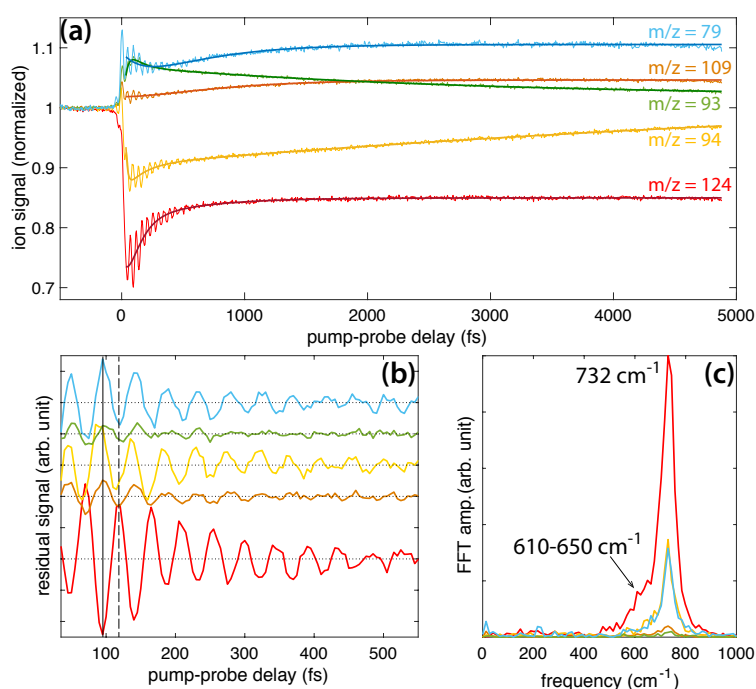 (a)
m/z = 79
m/z = 109
m/z = 93
m/z = 94
m/z = 124
1.1
1
0.9
0.8
0.7
ion signal (normalized)
0 1000 2000 3000 4000 5000
pump-probe delay (fs)
(b)
residual signal (arb. unit)
100 200 300 400 500
pump-probe delay (fs)
(c)
732 cm⁻¹
610-650 cm⁻¹
FFT amp.(arb. unit)
0 200 400 600 800 1000
frequency (cm⁻¹)